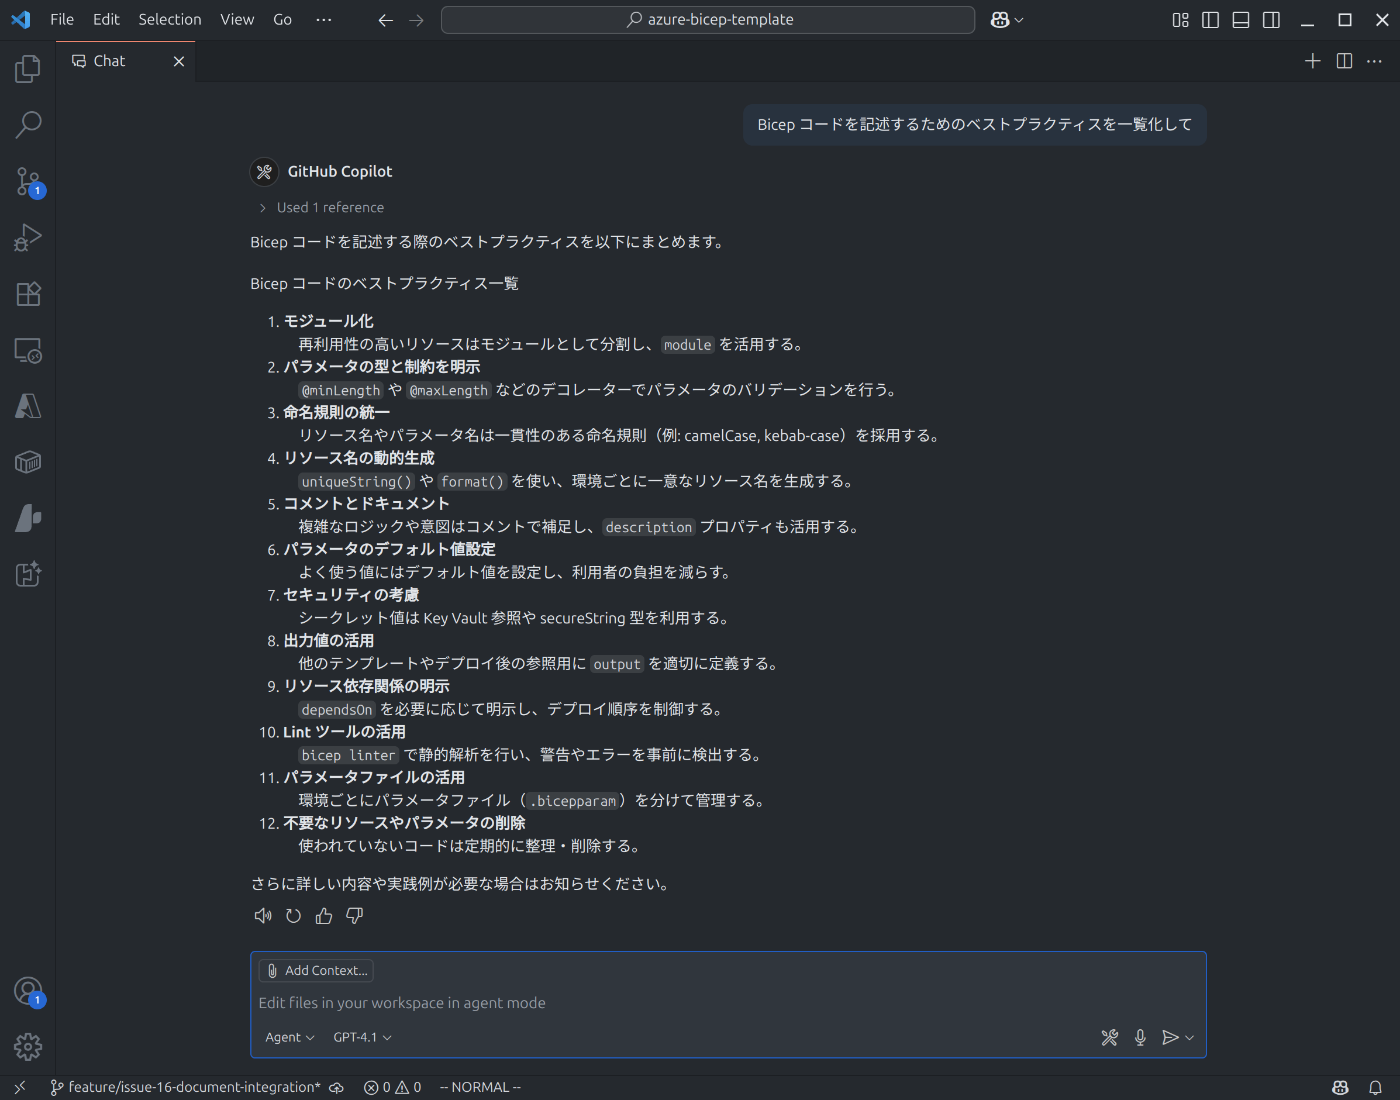 File Edit Selection View Go ··· azure-bicep-template
Chat
Bicep コードを記述するためのベストプラクティスを一覧化して
GitHub Copilot
Used 1 reference
Bicep コードを記述する際のベストプラクティスを以下にまとめます。
Bicep コードのベストプラクティス一覧
1. モジュール化
再利用性の高いリソースはモジュールとして分割し、module を活用する。
2. パラメータの型と制約を明示
@minLength や @maxLength などのデコレーターでパラメータのバリデーションを行う。
3. 命名規則の統一
リソース名やパラメータ名は一貫性のある命名規則（例: camelCase, kebab-case）を採用する。
4. リソース名の動的生成
uniqueString() や format() を使い、環境ごとに一意なリソース名を生成する。
5. コメントとドキュメント
複雑なロジックや意図はコメントで補足し、description プロパティも活用する。
6. パラメータのデフォルト値設定
よく使う値にはデフォルト値を設定し、利用者の負担を減らす。
7. セキュリティの考慮
シークレット値は Key Vault 参照や secureString 型を利用する。
8. 出力値の活用
他のテンプレートやデプロイ後の参照用に output を適切に定義する。
9. リソース依存関係の明示
dependsOn を必要に応じて明示し、デプロイ順序を制御する。
10. Lint ツールの活用
bicep linter で静的解析を行い、警告やエラーを事前に検出する。
11. パラメータファイルの活用
環境ごとにパラメータファイル（.bicepparam）を分けて管理する。
12. 不要なリソースやパラメータの削除
使われていないコードは定期的に整理・削除する。
さらに詳しい内容や実践例が必要な場合はお知らせください。
Add Context...
Edit files in your workspace in agent mode
Agent GPT-4.1
1
1
feature/issue-16-document-integration* 0 0 -- NORMAL --